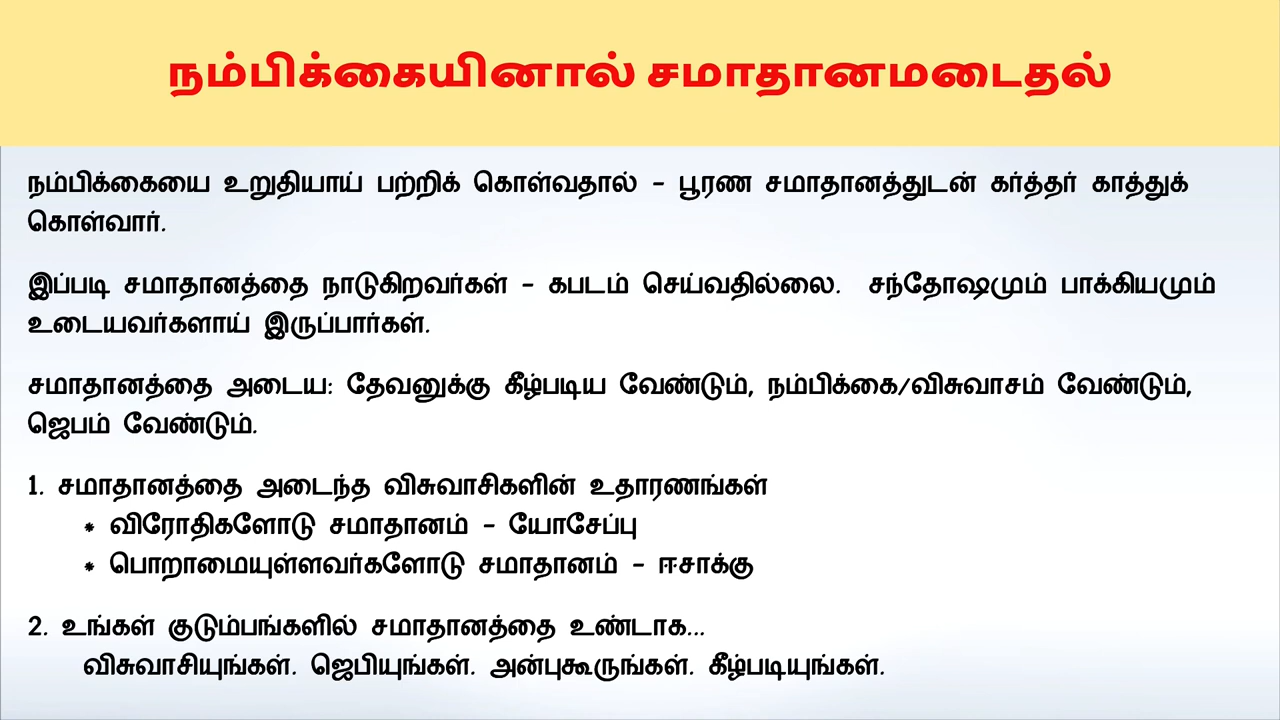 நம்பிக்கையினால் சமாதானமடைதல்
நம்பிக்கையை உறுதியாய் பற்றிக் கொள்வதால் - பூரண சமாதானத்துடன் கர்த்தர் காத்துக்
கொள்வார்.
இப்படி சமாதானத்தை நாடுகிறவர்கள் - கபடம் செய்வதில்லை. சந்தோஷமும் பாக்கியமும்
உடையவர்களாய் இருப்பார்கள்.
சமாதானத்தை அடைய: தேவனுக்கு கீழ்படிய வேண்டும், நம்பிக்கை/விசுவாசம் வேண்டும்,
ஜெபம் வேண்டும்.
1. சமாதானத்தை அடைந்த விசுவாசிகளின் உதாரணங்கள்
* விரோதிகளோடு சமாதானம் - யோசேப்பு
* பொறாமையுள்ளவர்களோடு சமாதானம் - ஈசாக்கு
2. உங்கள் குடும்பங்களில் சமாதானத்தை உண்டாக...
விசுவாசியுங்கள். ஜெபியுங்கள். அன்புகூருங்கள். கீழ்படியுங்கள்.